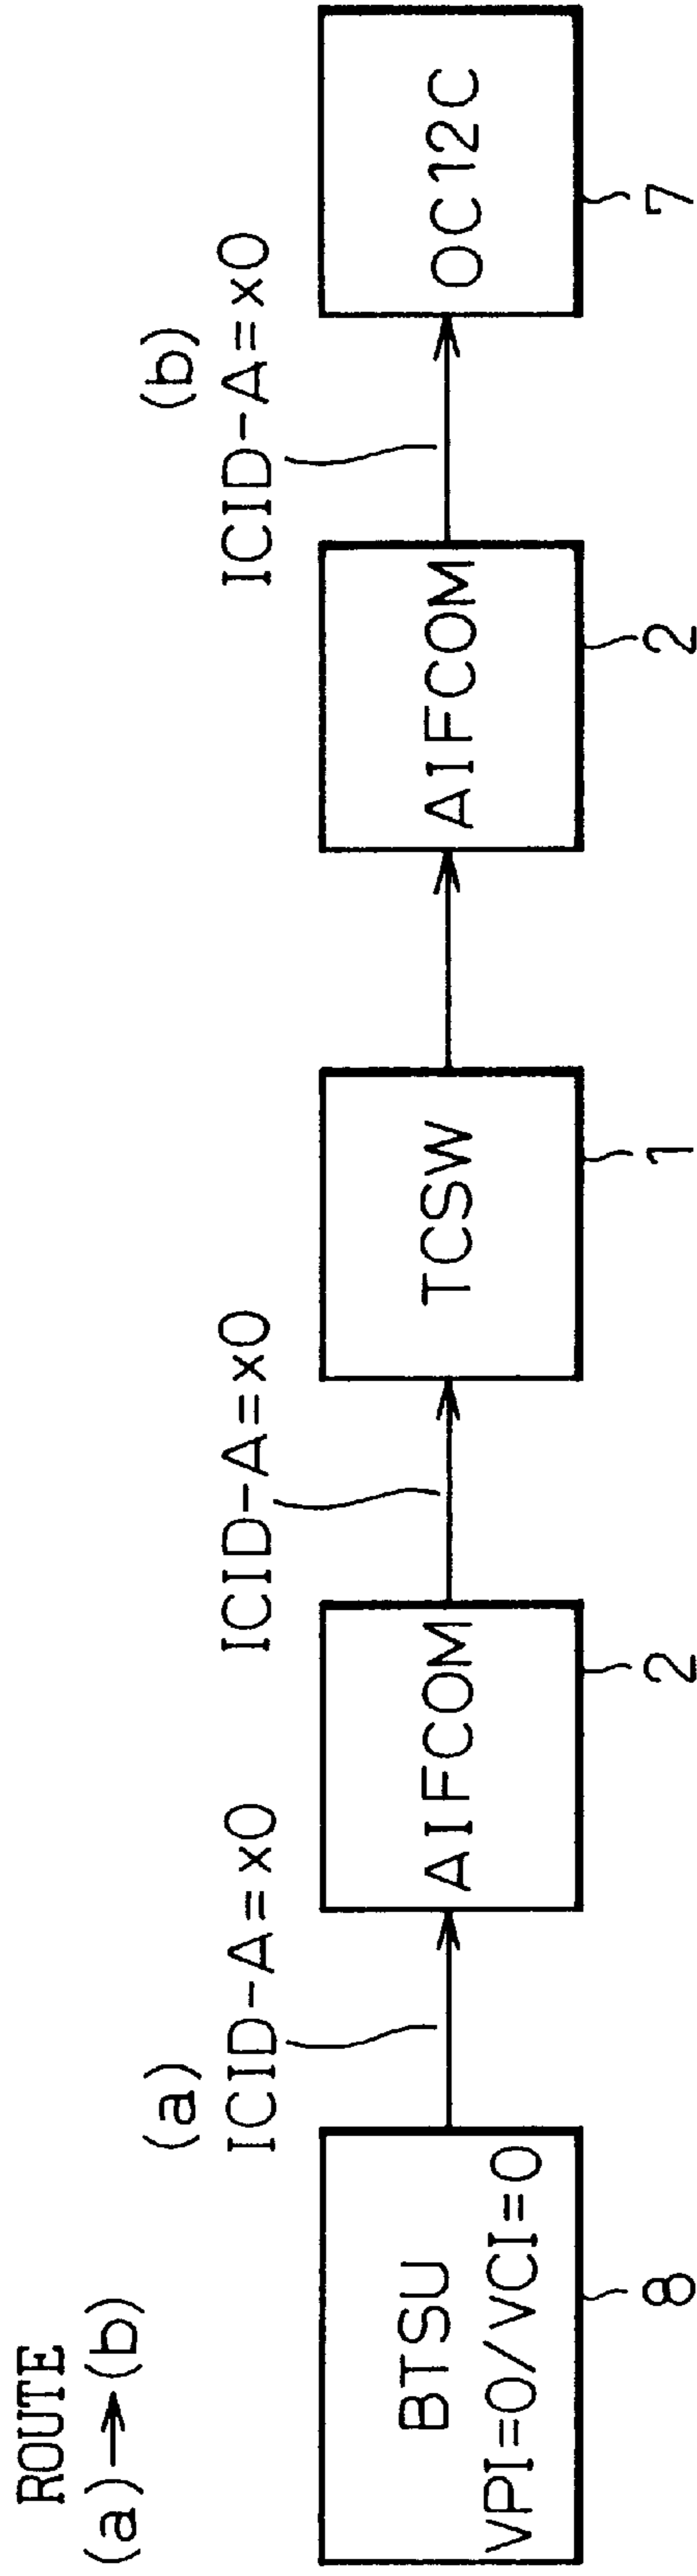 ROUTE
(a)→(b)
(a)
ICID-A=x0
ICID-A=x0
(b)
ICID-A=x0
BTSU
VPI=0/VCI=0
AIFCOM
TCSW
AIFCOM
OC12C
8
2
1
2
7